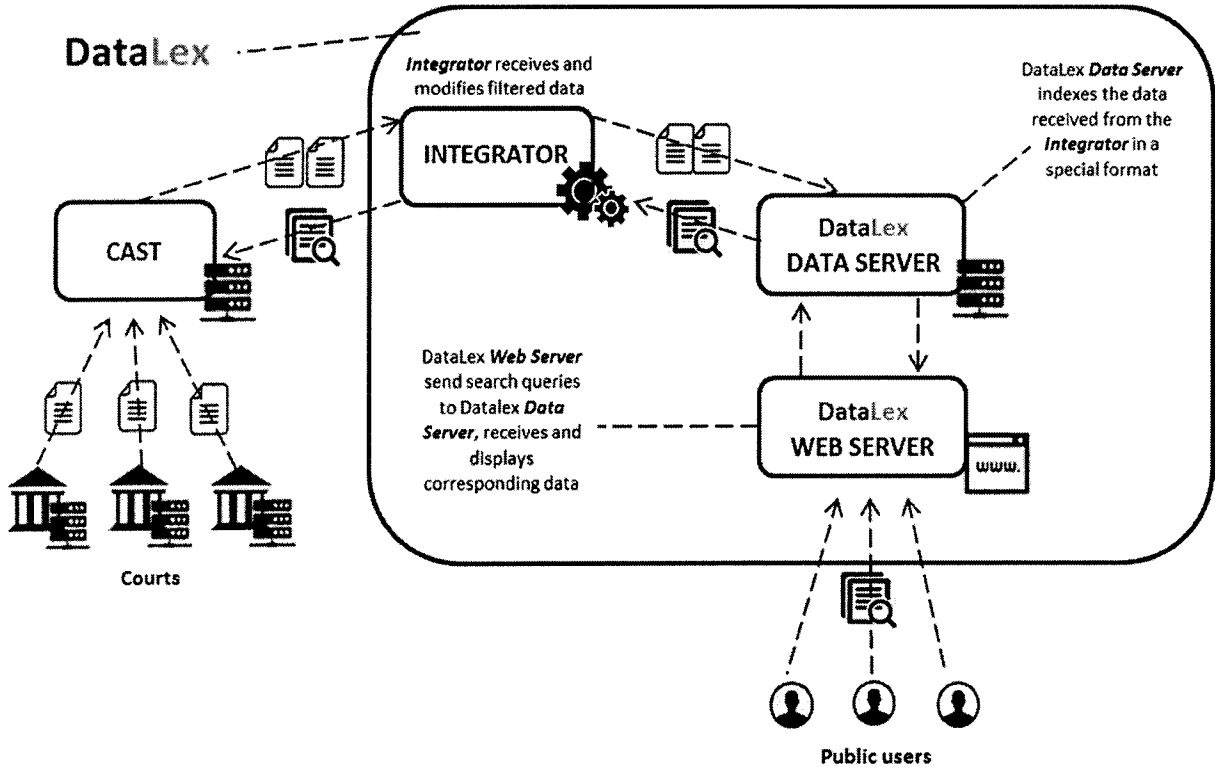 DataLex
Integrator receives and
modifies filtered data
DataLex Data Server
indexes the data
received from the
Integrator in a
special format
INTEGRATOR
CAST
DataLex
DATA SERVER
DataLex Web Server
send search queries
to Datalex Data
Server, receives and
displays
corresponding data
DataLex
WEB SERVER
www.
Courts
Public users